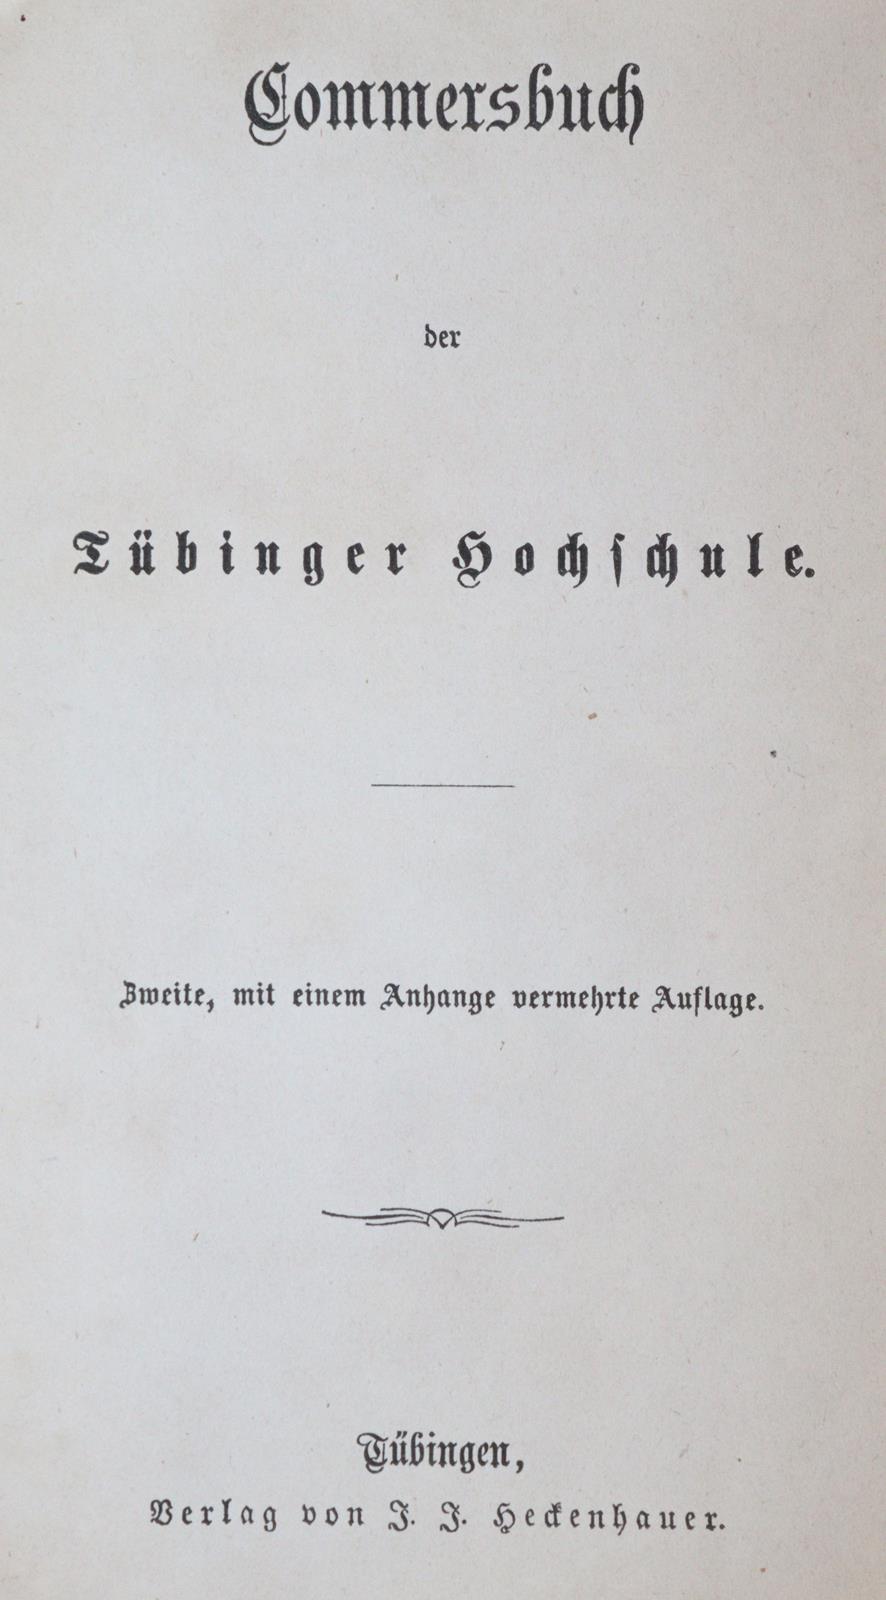 Commersbuch
der
Tübinger Hochſchule.
Zweite, mit einem Anhange vermehrte Auflage.
Tübingen,
Verlag von J. J. Heckenhauer.